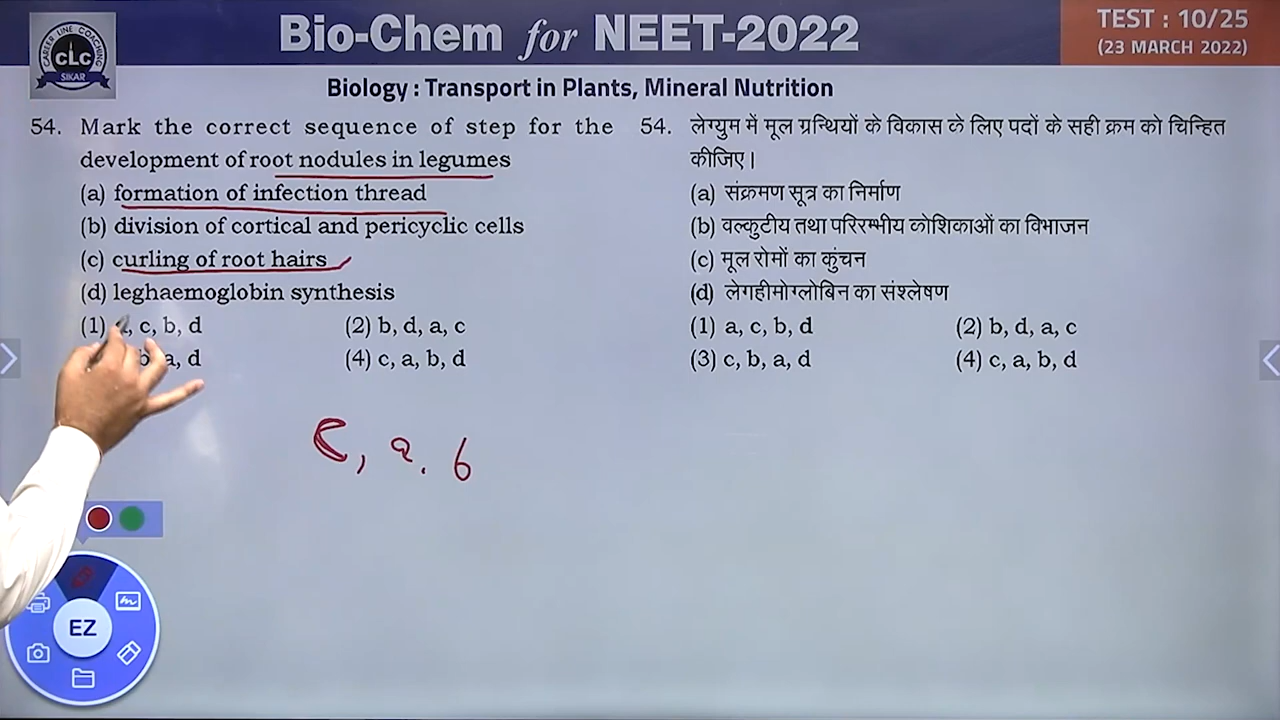 CAREER LINE COACHING
CLC
SIKAR
Bio-Chem for NEET-2022
TEST : 10/25
(23 MARCH 2022)
Biology : Transport in Plants, Mineral Nutrition
54. Mark the correct sequence of step for the
development of root nodules in legumes
(a) formation of infection thread
(b) division of cortical and pericyclic cells
(c) curling of root hairs
(d) leghaemoglobin synthesis
(1) a, c, b, d (2) b, d, a, c
b, a, d (4) c, a, b, d
54. लेग्यूम में मूल ग्रन्थियों के विकास के लिए पदों के सही क्रम को चिन्हित
कीजिए।
(a) संक्रमण सूत्र का निर्माण
(b) वल्कुटीय तथा परिरम्भीय कोशिकाओं का विभाजन
(c) मूल रोमों का कुंचन
(d) लेगहीमोग्लोबिन का संश्लेषण
(1) a, c, b, d (2) b, d, a, c
(3) c, b, a, d (4) c, a, b, d
c, a. b
EZ